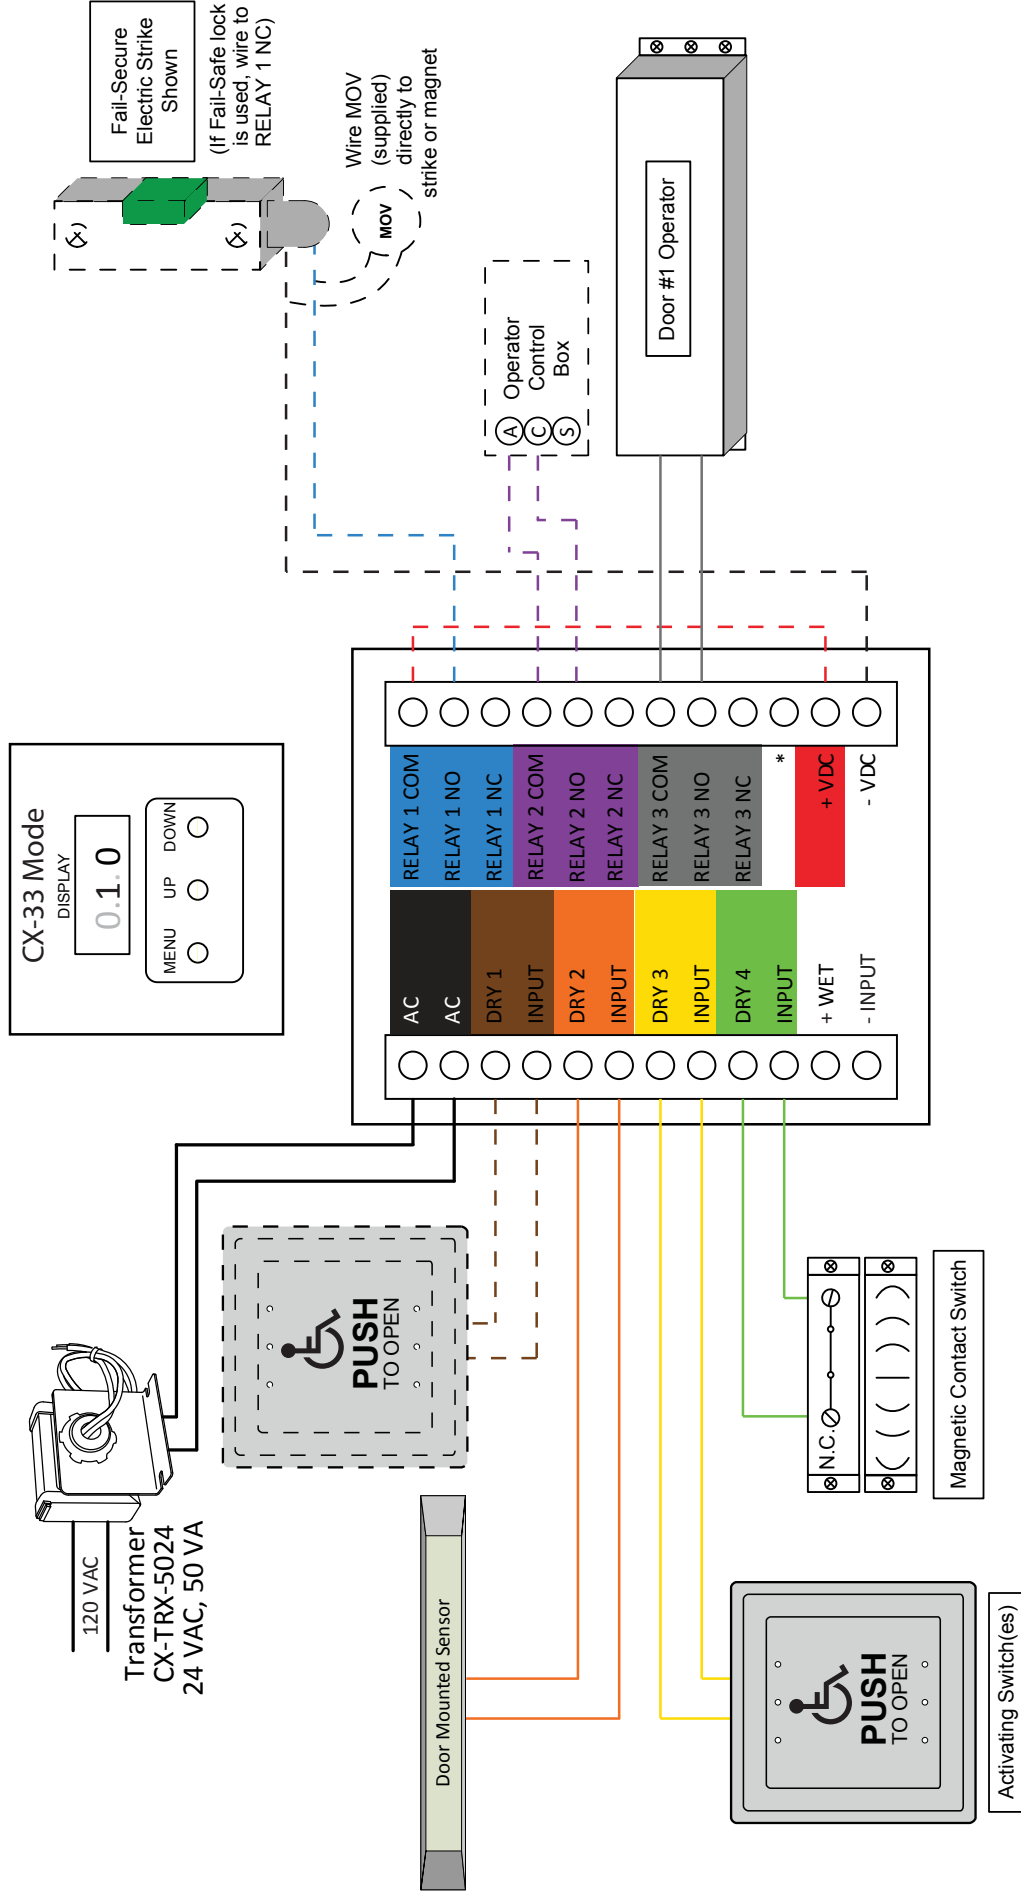 120 VAC
Transformer
CX-TRX-5024
24 VAC, 50 VA
CX-33 Mode
DISPLAY
0.1.0
MENU
UP
DOWN
Fail-Secure
Electric Strike
Shown
(If Fail-Safe lock
is used, wire to
RELAY 1 NC)
Wire MOV
(supplied)
directly to
strike or magnet
MOV
PUSH
TO OPEN
Door Mounted Sensor
AC
AC
DRY 1
INPUT
DRY 2
INPUT
DRY 3
INPUT
DRY 4
INPUT
+ WET
- INPUT
RELAY 1 COM
RELAY 1 NO
RELAY 1 NC
RELAY 2 COM
RELAY 2 NO
RELAY 2 NC
RELAY 3 COM
RELAY 3 NO
RELAY 3 NC
*
+ VDC
- VDC
A
C
S
Operator
Control
Box
Door #1 Operator
PUSH
TO OPEN
Activating Switch(es)
N.C.
Magnetic Contact Switch